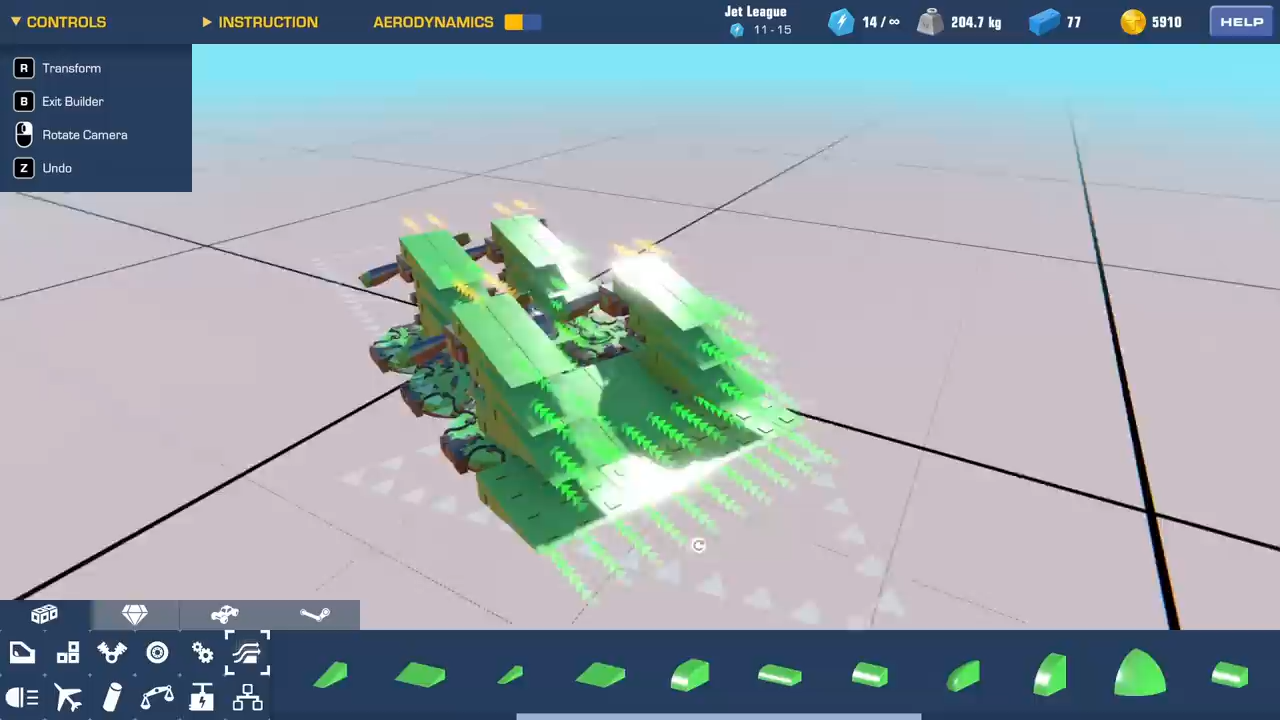 CONTROLS
INSTRUCTION
AERODYNAMICS
Jet League
11 - 15
14 / ∞
204.7 kg
77
5910
HELP
R Transform
B Exit Builder
Rotate Camera
Z Undo